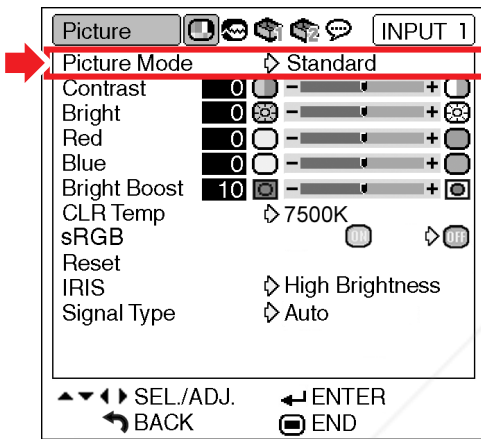 Picture INPUT 1
Picture Mode Standard
Contrast 0 - +
Bright 0 - +
Red 0 - +
Blue 0 - +
Bright Boost 10 - +
CLR Temp 7500K
sRGB ON OFF
Reset
IRIS High Brightness
Signal Type Auto
SEL./ADJ. ENTER
BACK END